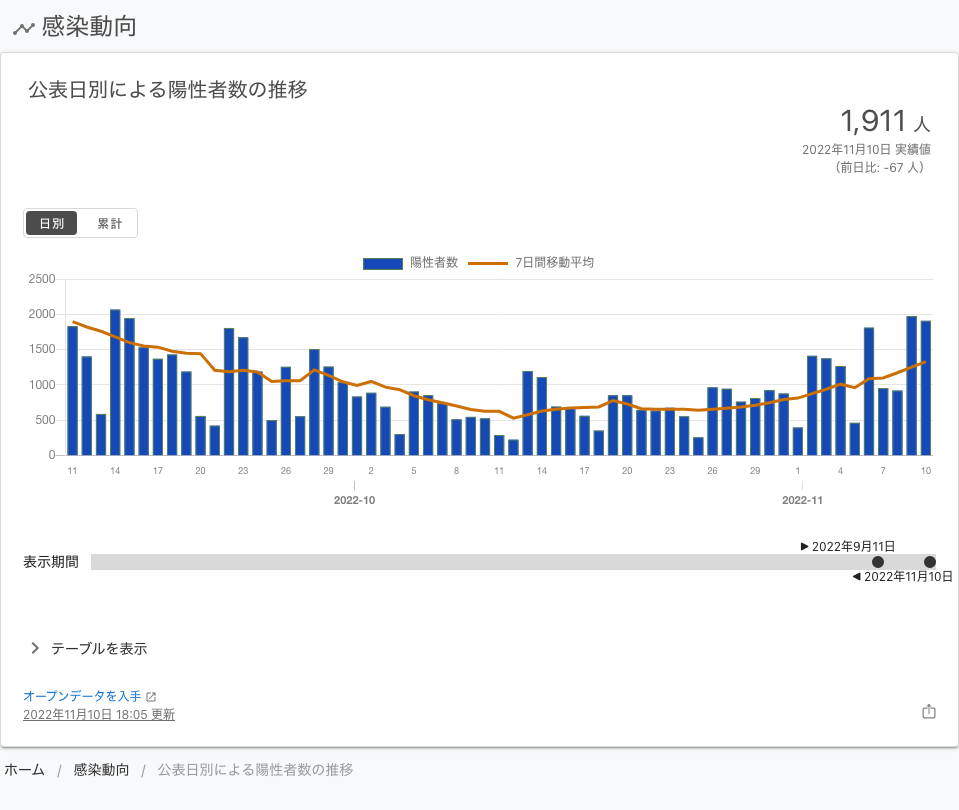 感染動向
公表日別による陽性者数の推移
1,911 人
2022年11月10日 実績値
（前日比: -67 人）
日別 累計
陽性者数 7日間移動平均
2500
2000
1500
1000
500
0
11 14 17 20 23 26 29 2 5 8 11 14 17 20 23 26 29 1 4 7 10
2022-10 2022-11
▶ 2022年9月11日
表示期間
◀ 2022年11月10日
テーブルを表示
オープンデータを入手
2022年11月10日 18:05 更新
ホーム / 感染動向 / 公表日別による陽性者数の推移